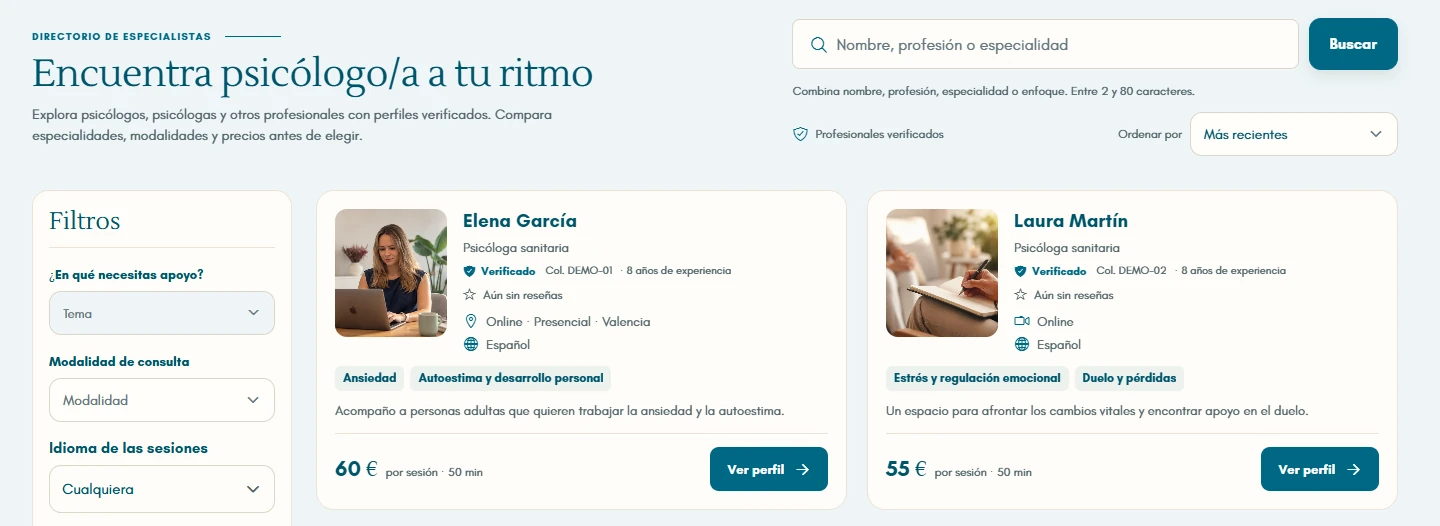 DIRECTORIO DE ESPECIALISTAS
Encuentra psicólogo/a a tu ritmo
Explora psicólogos, psicólogas y otros profesionales con perfiles verificados. Compara
especialidades, modalidades y precios antes de elegir.
Nombre, profesión o especialidad
Buscar
Combina nombre, profesión, especialidad o enfoque. Entre 2 y 80 caracteres.
Profesionales verificados
Ordenar por
Más recientes
Filtros
¿En qué necesitas apoyo?
Tema
Modalidad de consulta
Modalidad
Idioma de las sesiones
Cualquiera
Elena García
Psicóloga sanitaria
Verificado Col. DEMO-01 · 8 años de experiencia
Aún sin reseñas
Online · Presencial · Valencia
Español
Ansiedad
Autoestima y desarrollo personal
Acompaño a personas adultas que quieren trabajar la ansiedad y la autoestima.
60 € por sesión · 50 min
Ver perfil
Laura Martín
Psicóloga sanitaria
Verificado Col. DEMO-02 · 8 años de experiencia
Aún sin reseñas
Online
Español
Estrés y regulación emocional
Duelo y pérdidas
Un espacio para afrontar los cambios vitales y encontrar apoyo en el duelo.
55 € por sesión · 50 min
Ver perfil